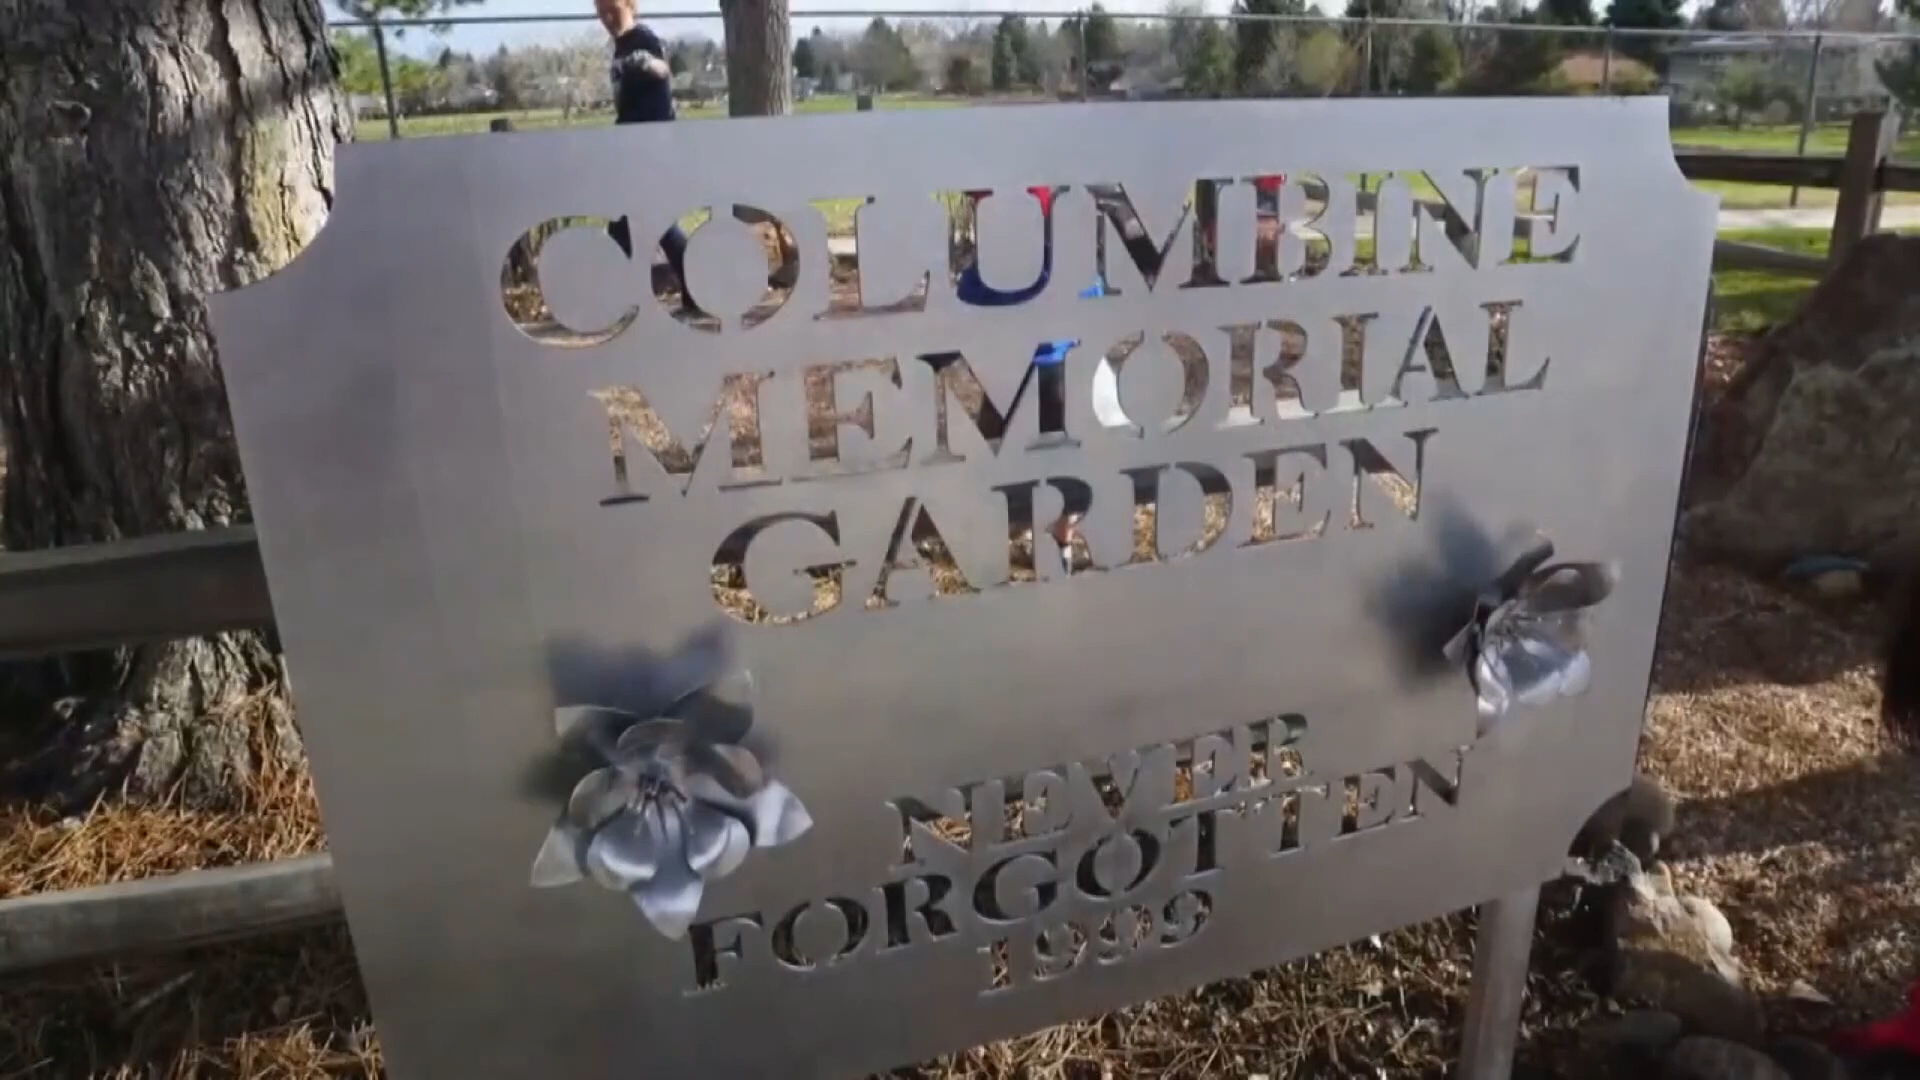 COLUMBINE
MEMORIAL
GARDEN
NEVER
FORGOTTEN
1999